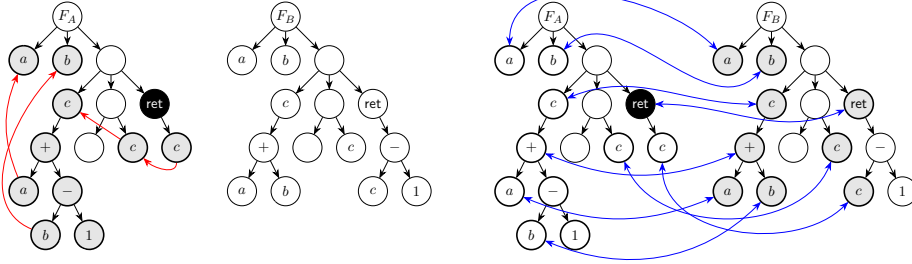 F_A F_B F_A F_B
a b a b a b a b
c ret c ret c ret c ret
+ c c + c − + c c + c −
a − a b c 1 a − a b c 1
b 1 b 1